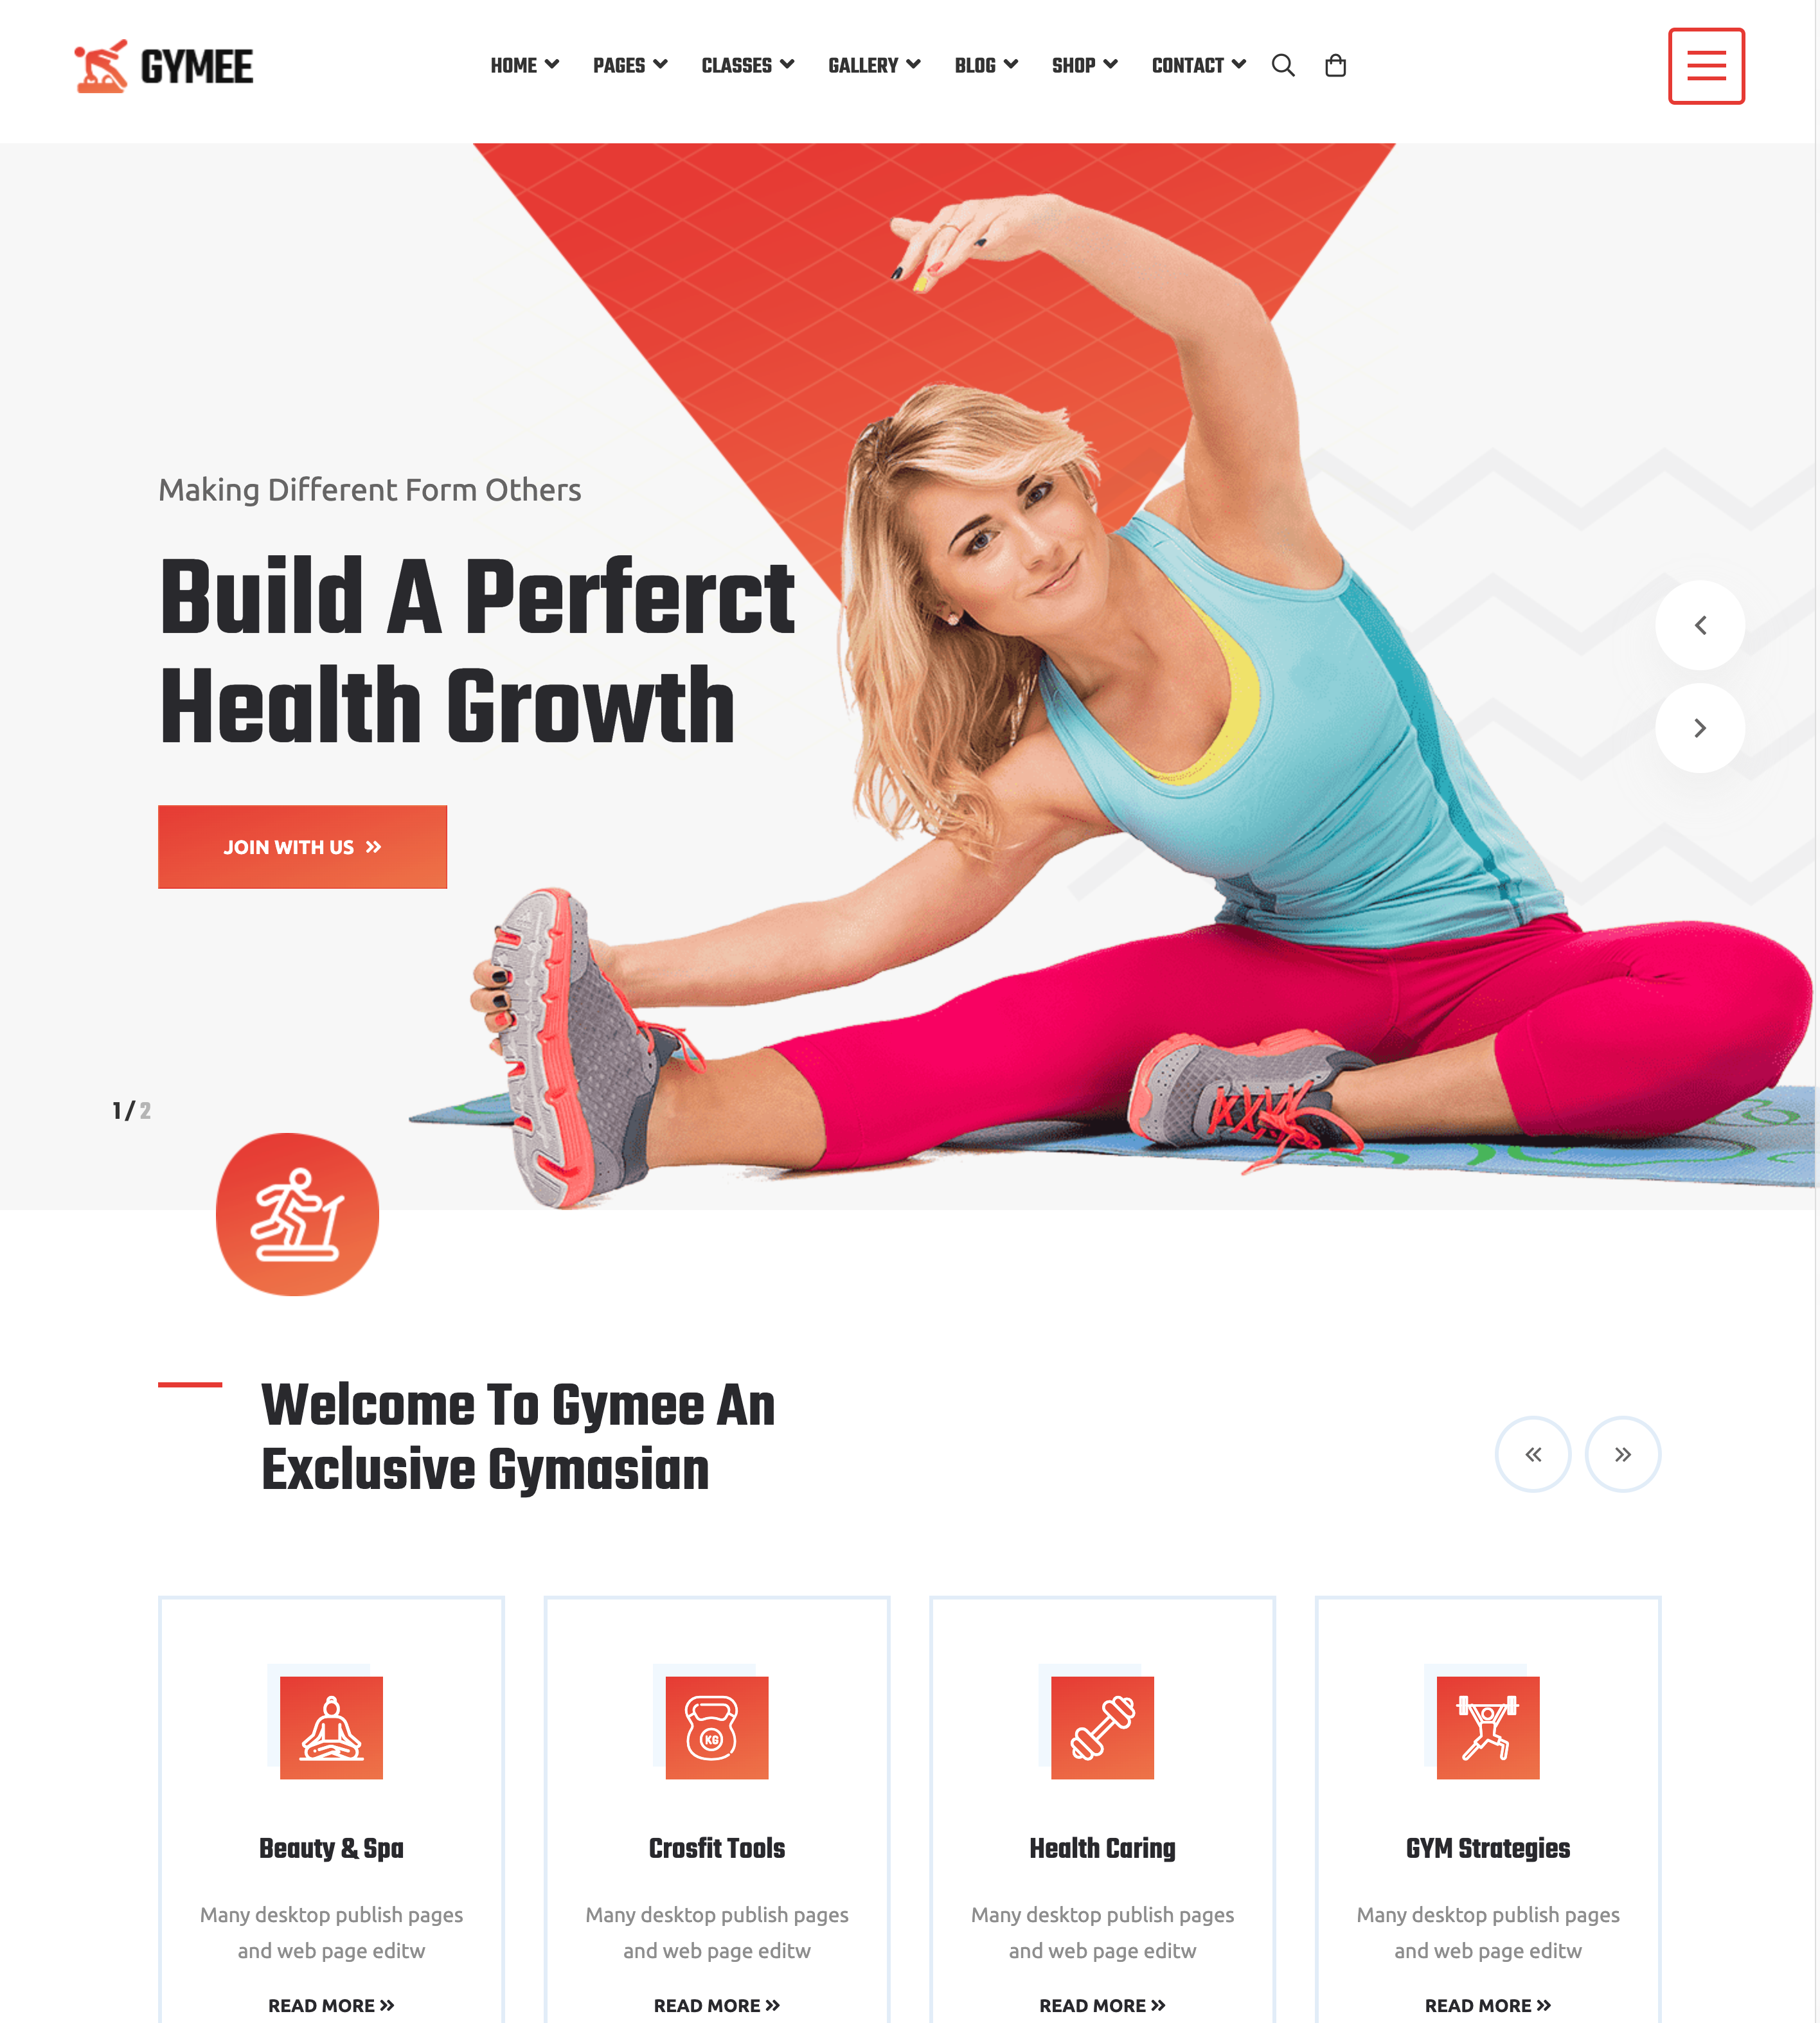 GYMEE
HOME PAGES CLASSES GALLERY BLOG SHOP CONTACT
Making Different Form Others
Build A Perferct
Health Growth
JOIN WITH US
1 / 2
Welcome To Gymee An
Exclusive Gymasian
KG
Beauty & Spa
Many desktop publish pages
and web page editw
READ MORE
Crosfit Tools
Many desktop publish pages
and web page editw
READ MORE
Health Caring
Many desktop publish pages
and web page editw
READ MORE
GYM Strategies
Many desktop publish pages
and web page editw
READ MORE